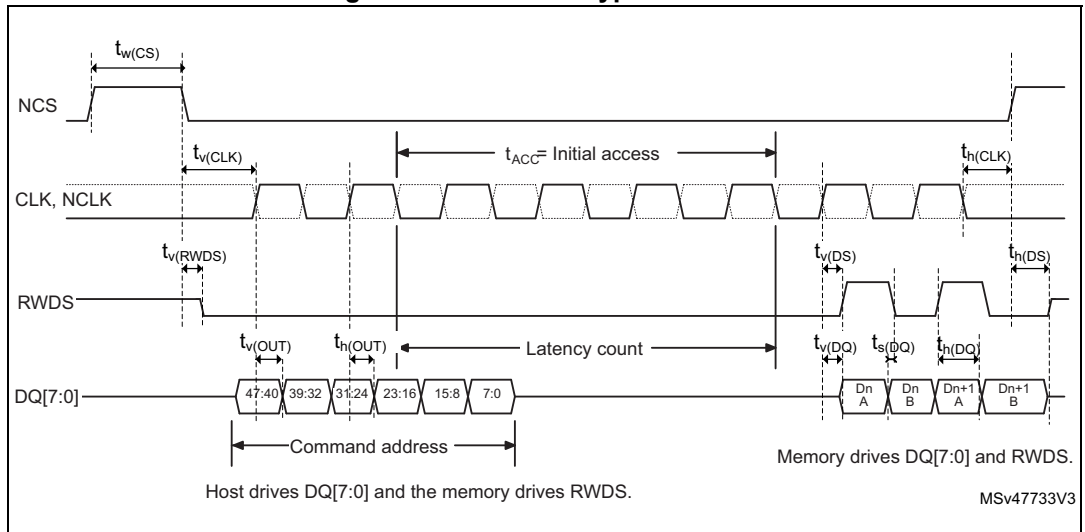 tw(CS)
NCS
tv(CLK)
tACC= Initial access
th(CLK)
CLK, NCLK
tv(RWDS)
tv(DS)
th(DS)
RWDS
tv(OUT)
th(OUT)
Latency count
tv(DQ)
ts(DQ)
th(DQ)
DQ[7:0]
47:40
39:32
31:24
23:16
15:8
7:0
Dn
A
Dn
B
Dn+1
A
Dn+1
B
Command address
Memory drives DQ[7:0] and RWDS.
Host drives DQ[7:0] and the memory drives RWDS.
MSv47733V3